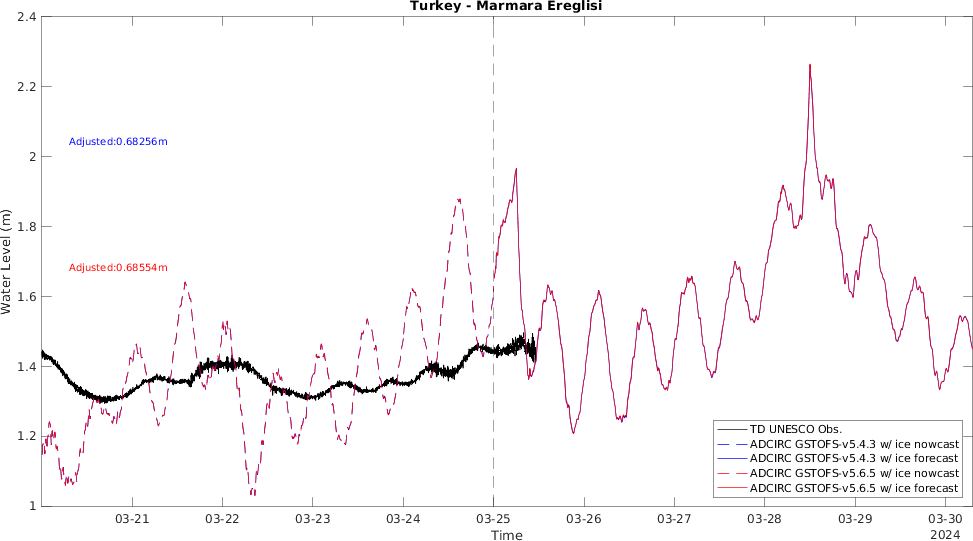 Turkey - Marmara Ereglisi
2.4
2.2
2
1.8
1.6
1.4
1.2
1
Water Level (m)
Adjusted:0.68256m
Adjusted:0.68554m
TD UNESCO Obs.
ADCIRC GSTOFS-v5.4.3 w/ ice nowcast
ADCIRC GSTOFS-v5.4.3 w/ ice forecast
ADCIRC GSTOFS-v5.6.5 w/ ice nowcast
ADCIRC GSTOFS-v5.6.5 w/ ice forecast
03-21 03-22 03-23 03-24 03-25 03-26 03-27 03-28 03-29 03-30
2024
Time